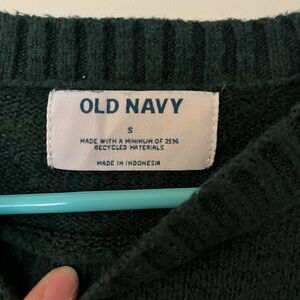 OLD NAVY
S
MADE WITH A MINIMUM OF 25%
RECYCLED MATERIALS
MADE IN INDONESIA